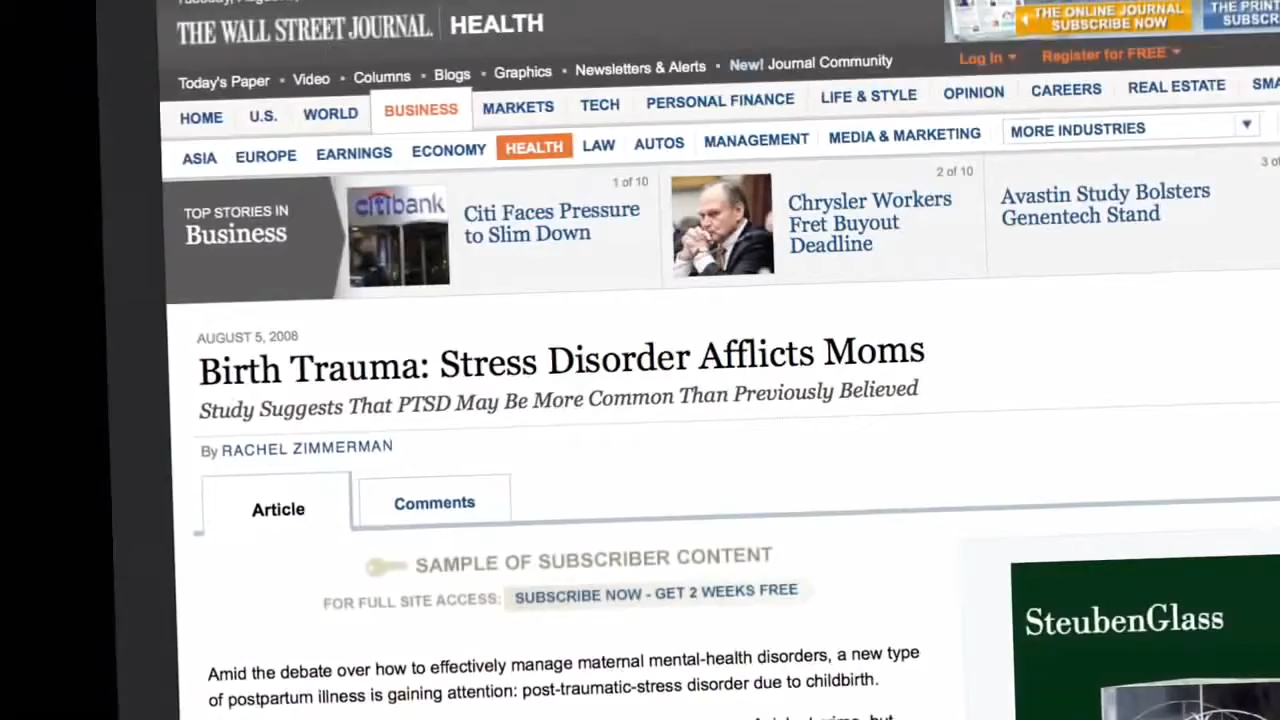 THE WALL STREET JOURNAL. HEALTH
THE ONLINE JOURNAL
SUBSCRIBE NOW
THE PRINT
Log In
Register for FREE
Today's Paper • Video • Columns • Blogs • Graphics • Newsletters & Alerts • New! Journal Community
HOME U.S. WORLD BUSINESS MARKETS TECH PERSONAL FINANCE LIFE & STYLE OPINION CAREERS REAL ESTATE
ASIA EUROPE EARNINGS ECONOMY HEALTH LAW AUTOS MANAGEMENT MEDIA & MARKETING MORE INDUSTRIES
TOP STORIES IN
Business
citibank
1 of 10
Citi Faces Pressure
to Slim Down
2 of 10
Chrysler Workers
Fret Buyout
Deadline
Avastin Study Bolsters
Genentech Stand
AUGUST 5, 2008
Birth Trauma: Stress Disorder Afflicts Moms
Study Suggests That PTSD May Be More Common Than Previously Believed
By RACHEL ZIMMERMAN
Article
Comments
SAMPLE OF SUBSCRIBER CONTENT
FOR FULL SITE ACCESS: SUBSCRIBE NOW - GET 2 WEEKS FREE
SteubenGlass
Amid the debate over how to effectively manage maternal mental-health disorders, a new type
of postpartum illness is gaining attention: post-traumatic-stress disorder due to childbirth.